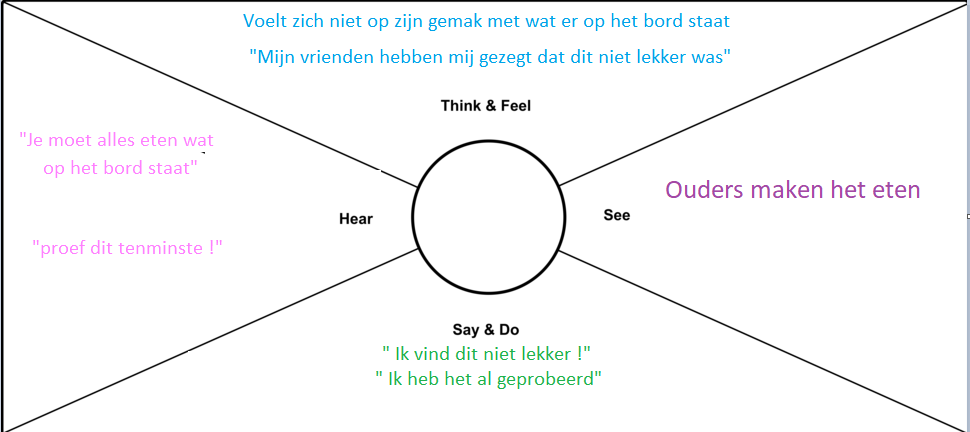 Voelt zich niet op zijn gemak met wat er op het bord staat
"Mijn vrienden hebben mij gezegt dat dit niet lekker was"
Think & Feel
"Je moet alles eten wat
op het bord staat"
Hear
"proef dit tenminste !"
See
Ouders maken het eten
Say & Do
" Ik vind dit niet lekker !"
" Ik heb het al geprobeerd"